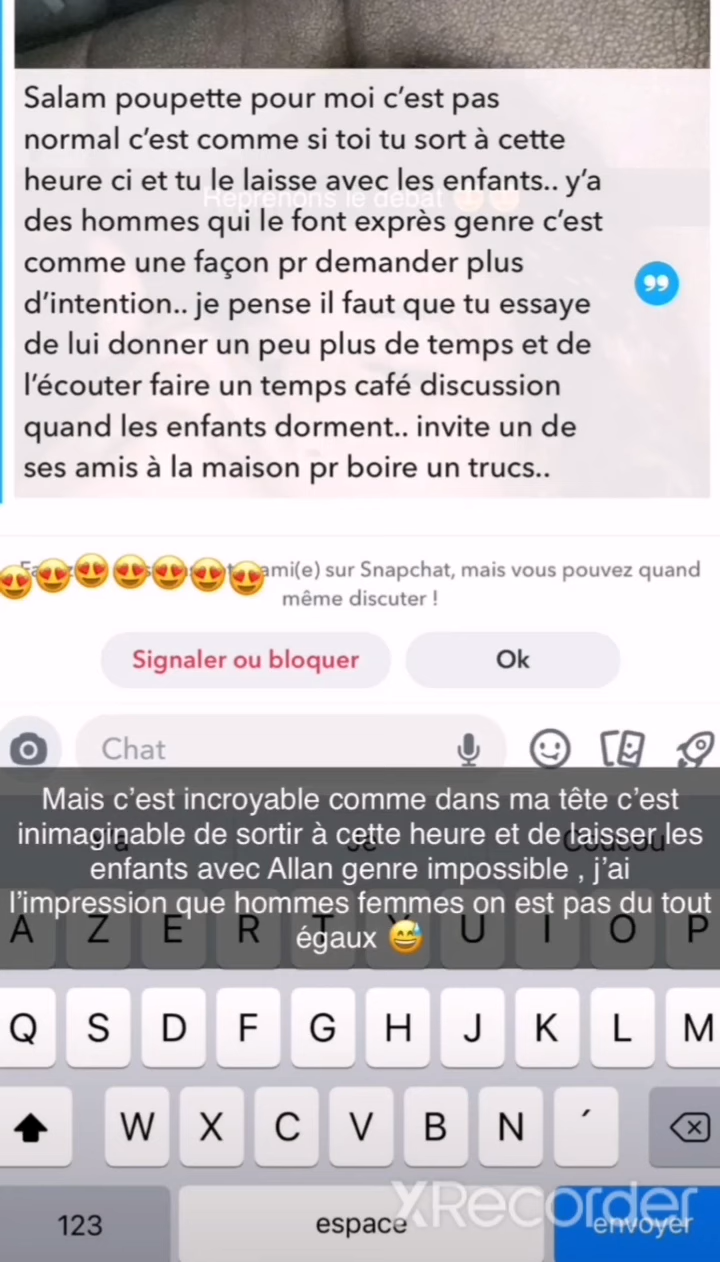 Salam poupette pour moi c’est pas
normal c’est comme si toi tu sort à cette
heure ci et tu le laisse avec les enfants.. y’a
Reprenons le débat
des hommes qui le font exprès genre c’est
comme une façon pr demander plus
d’intention.. je pense il faut que tu essaye
de lui donner un peu plus de temps et de
l’écouter faire un temps café discussion
quand les enfants dorment.. invite un de
ses amis à la maison pr boire un trucs..
ami(e) sur Snapchat, mais vous pouvez quand
même discuter !
Signaler ou bloquer
Ok
Chat
Mais c’est incroyable comme dans ma tête c’est
inimaginable de sortir à cette heure et de laisser les
enfants avec Allan genre impossible , j’ai
l’impression que hommes femmes on est pas du tout
égaux 😅
Coucou
A Z E R T Y U I O P
Q S D F G H J K L M
W X C V B N ´
123 espace envoyer
XRecorder